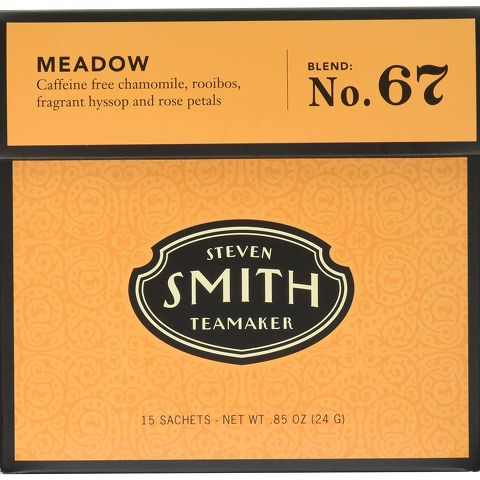 MEADOW
Caffeine free chamomile, rooibos,
fragrant hyssop and rose petals
BLEND:
No. 67
STEVEN
SMITH
TEAMAKER
15 SACHETS - NET WT .85 OZ (24 G)